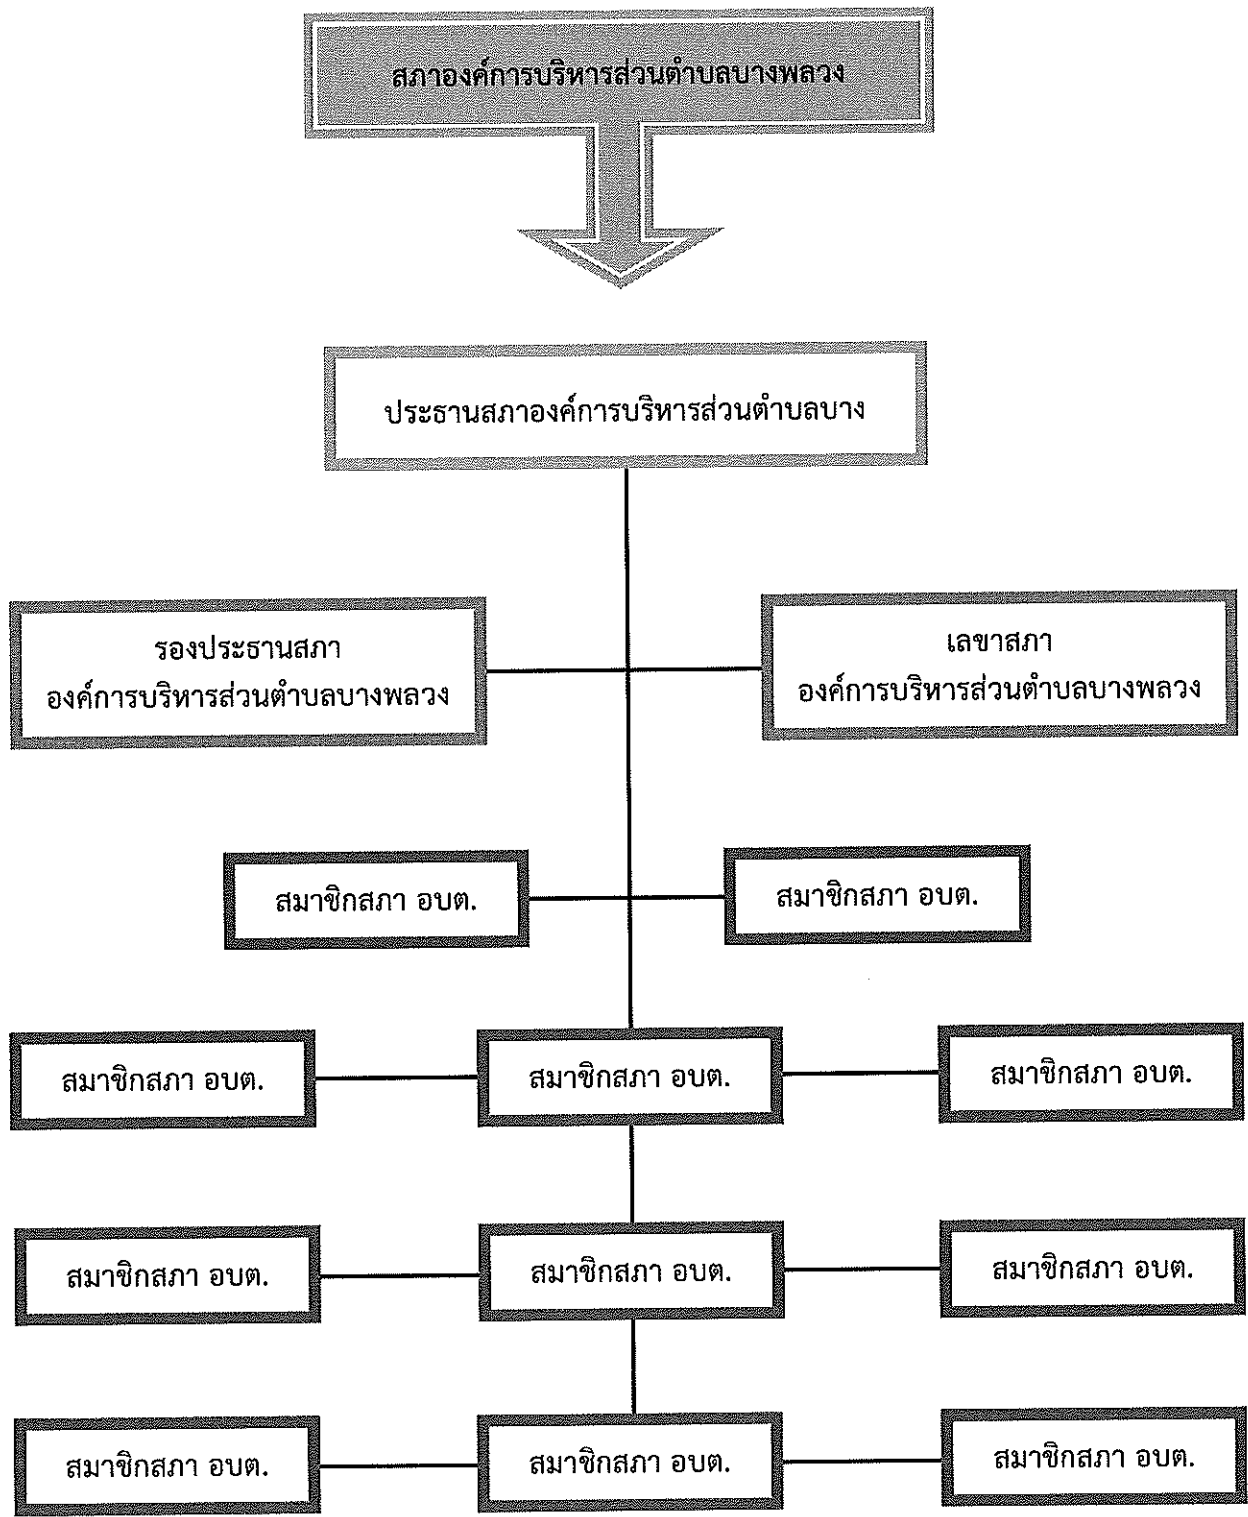 สภาองค์การบริหารส่วนตำบลบางพลวง
ประธานสภาองค์การบริหารส่วนตำบลบาง
รองประธานสภา
องค์การบริหารส่วนตำบลบางพลวง
เลขาสภา
องค์การบริหารส่วนตำบลบางพลวง
สมาชิกสภา อบต.
สมาชิกสภา อบต.
สมาชิกสภา อบต.
สมาชิกสภา อบต.
สมาชิกสภา อบต.
สมาชิกสภา อบต.
สมาชิกสภา อบต.
สมาชิกสภา อบต.
สมาชิกสภา อบต.
สมาชิกสภา อบต.
สมาชิกสภา อบต.